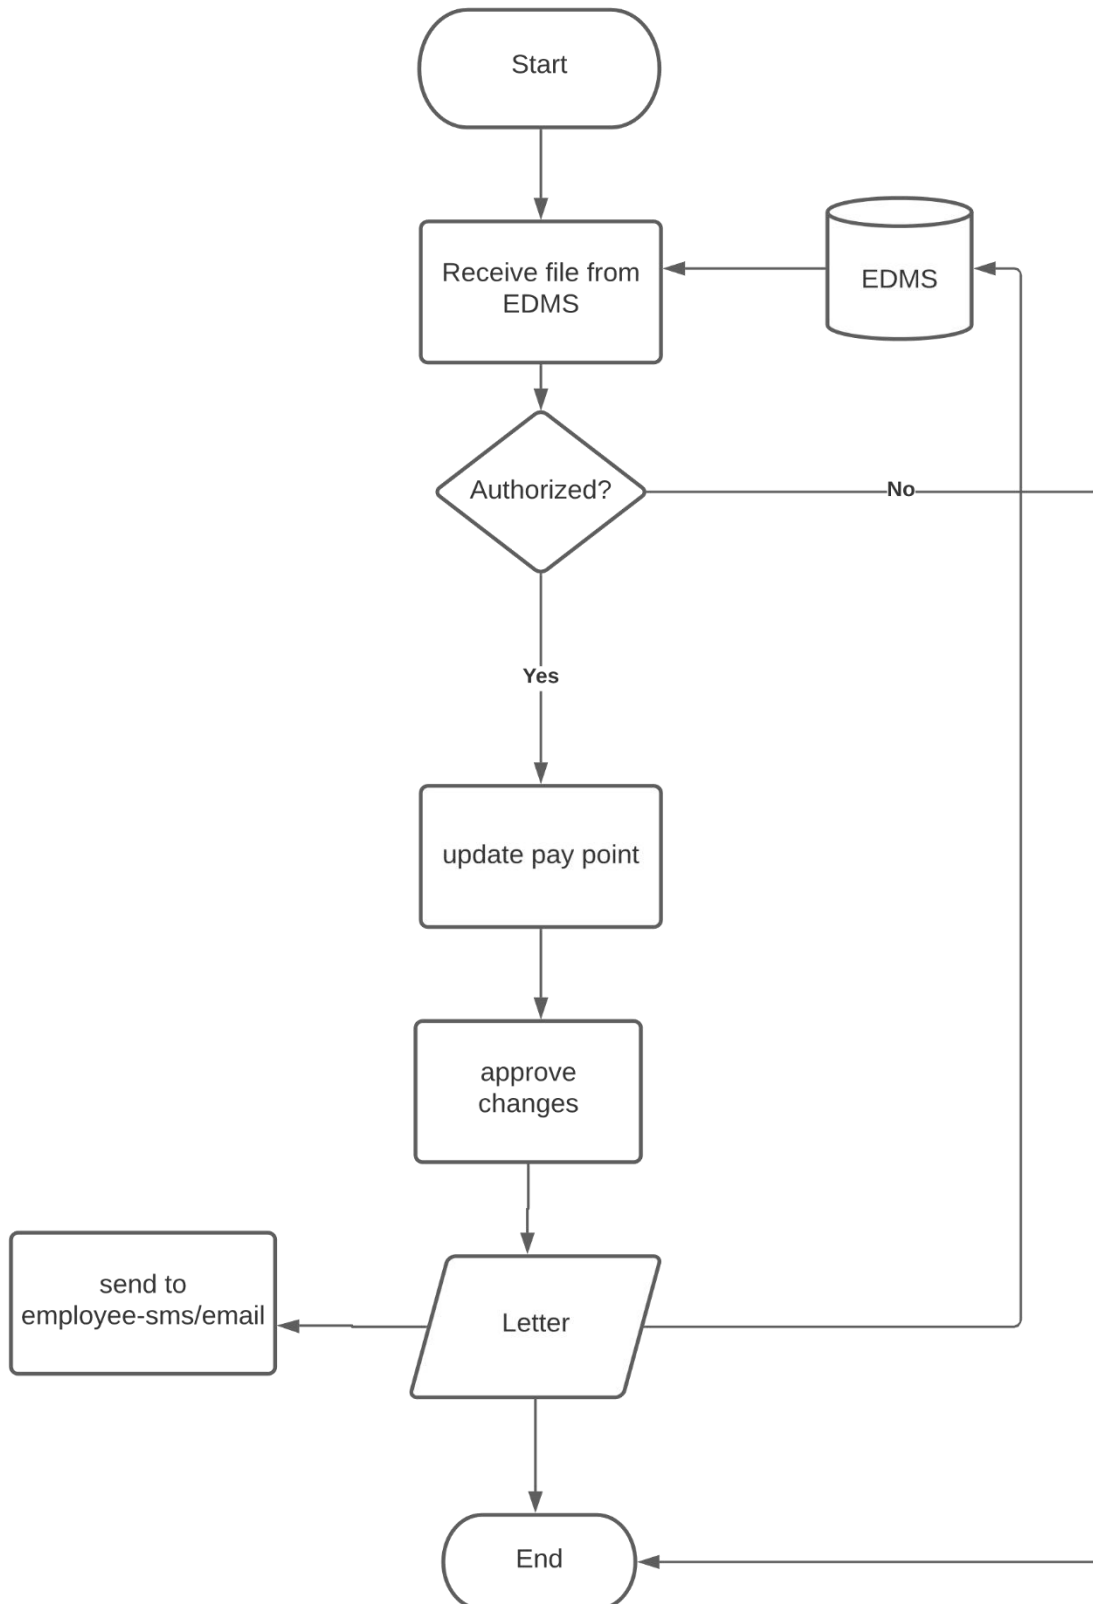 Start
Receive file from
EDMS
EDMS
Authorized?
No
Yes
update pay point
approve
changes
send to
employee-sms/email
Letter
End